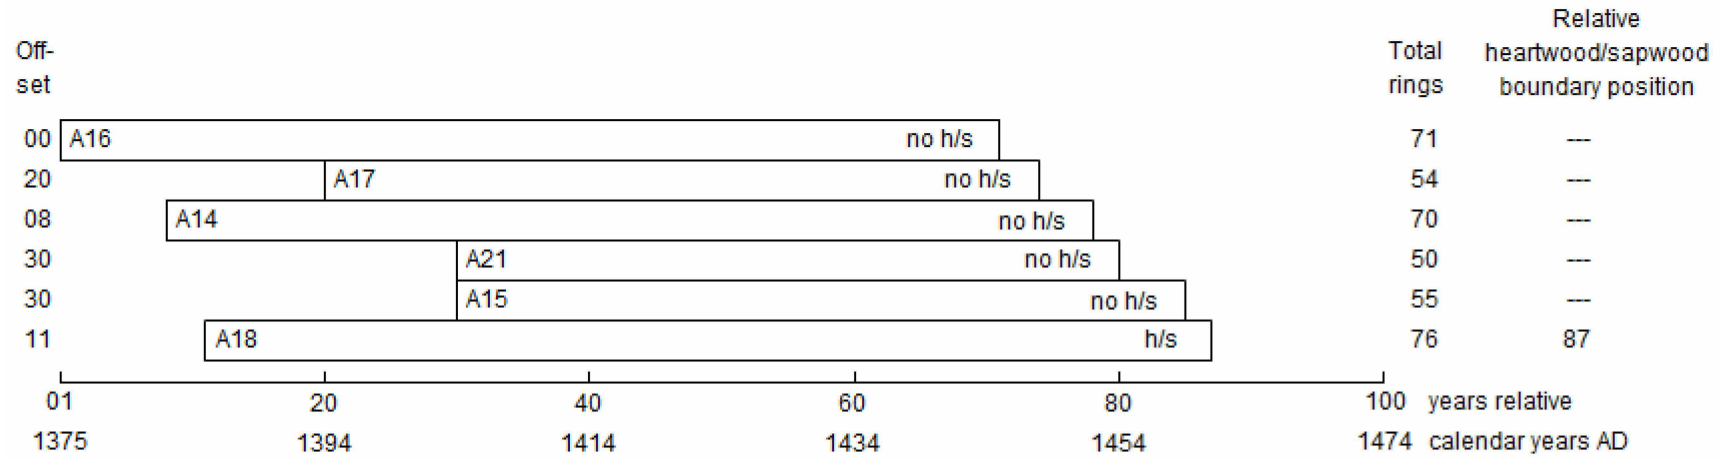 Relative
Off- Total heartwood/sapwood
set rings boundary position
00 A16 no h/s 71 ---
20 A17 no h/s 54 ---
08 A14 no h/s 70 ---
30 A21 no h/s 50 ---
30 A15 no h/s 55 ---
11 A18 h/s 76 87
01 20 40 60 80 100 years relative
1375 1394 1414 1434 1454 1474 calendar years AD